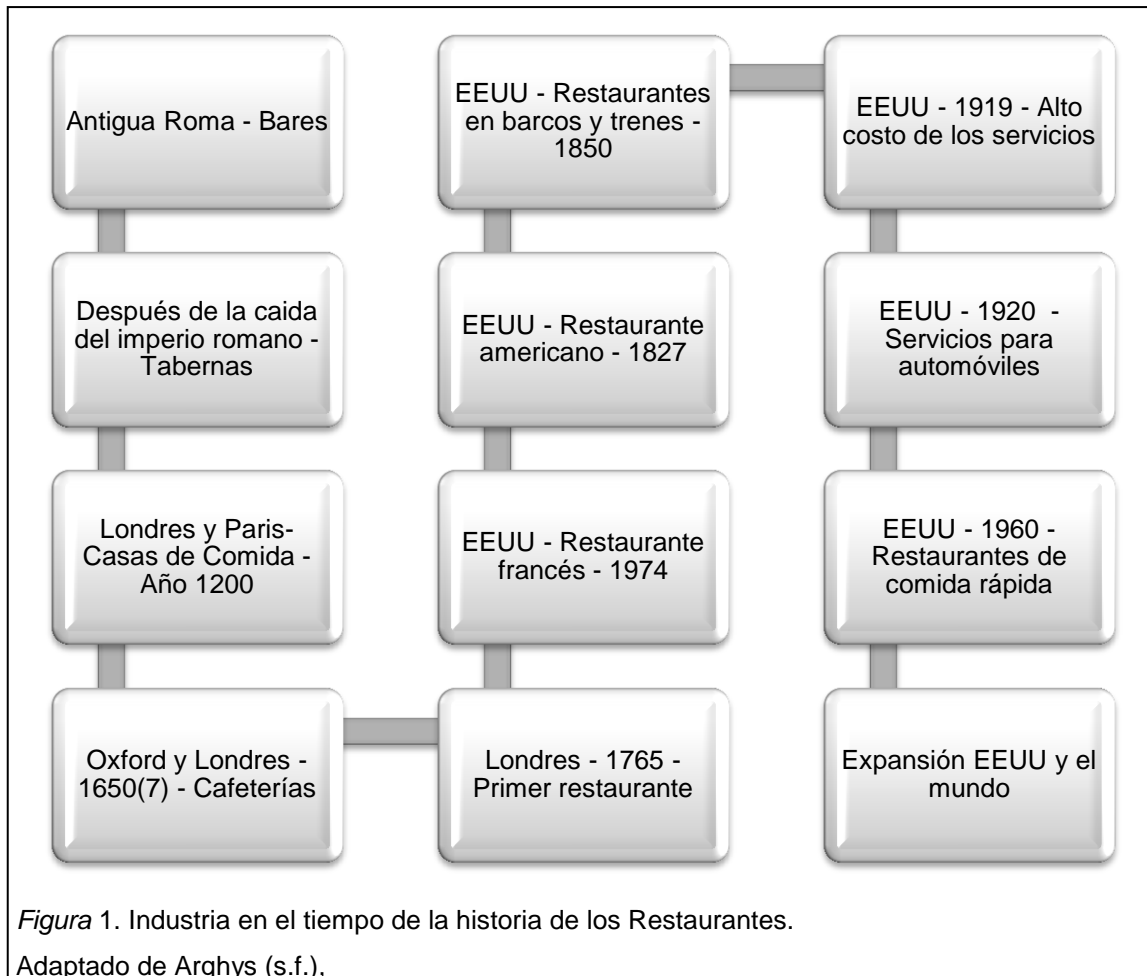 Antigua Roma - Bares
Después de la caida
del imperio romano -
Tabernas
Londres y Paris-
Casas de Comida -
Año 1200
Oxford y Londres -
1650(7) - Cafeterías
Londres - 1765 -
Primer restaurante
EEUU - Restaurante
francés - 1974
EEUU - Restaurante
americano - 1827
EEUU - Restaurantes
en barcos y trenes -
1850
EEUU - 1919 - Alto
costo de los servicios
EEUU - 1920 -
Servicios para
automóviles
EEUU - 1960 -
Restaurantes de
comida rápida
Expansión EEUU y el
mundo
Figura 1. Industria en el tiempo de la historia de los Restaurantes.
Adaptado de Arghys (s.f.),